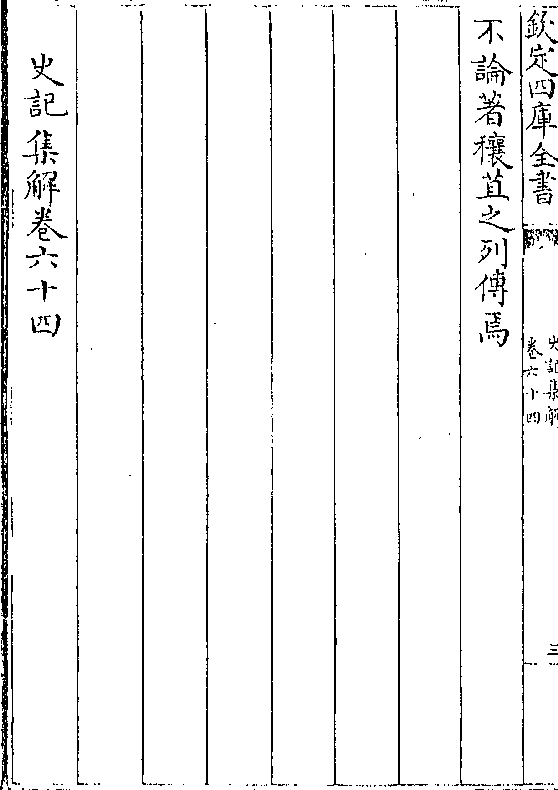 欽定四庫全書
史記集解
卷六十四
三
不論著穰苴之列傳焉
史記集解卷六十四